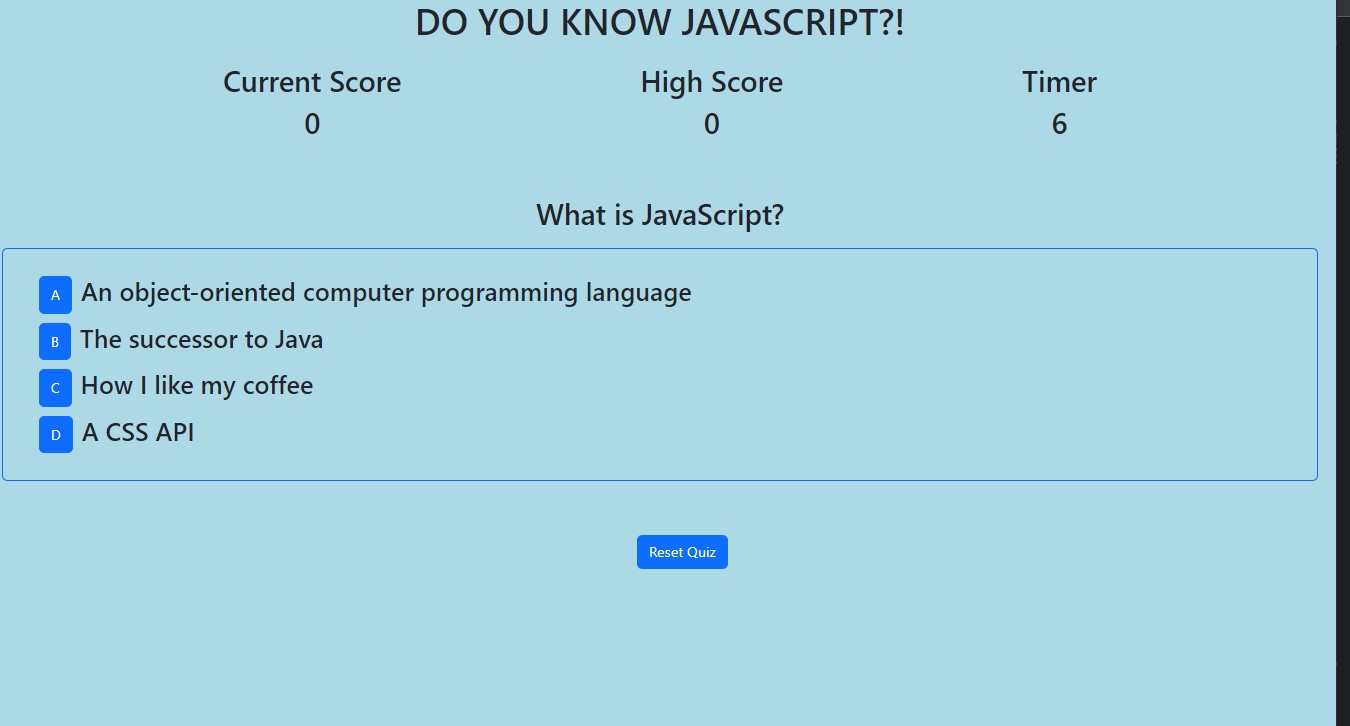 DO YOU KNOW JAVASCRIPT?!
Current Score High Score Timer
0 0 6
What is JavaScript?
A An object-oriented computer programming language
B The successor to Java
C How I like my coffee
D A CSS API
Reset Quiz